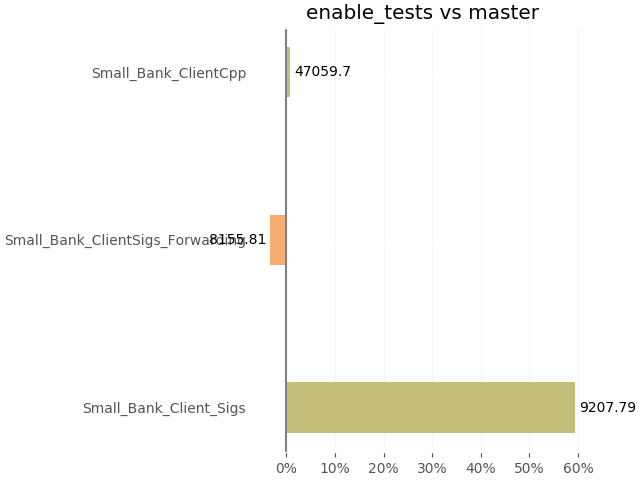 enable_tests vs master
Small_Bank_ClientCpp
47059.7
Small_Bank_ClientSigs_Forwarding
8155.81
Small_Bank_Client_Sigs
9207.79
0%
10%
20%
30%
40%
50%
60%